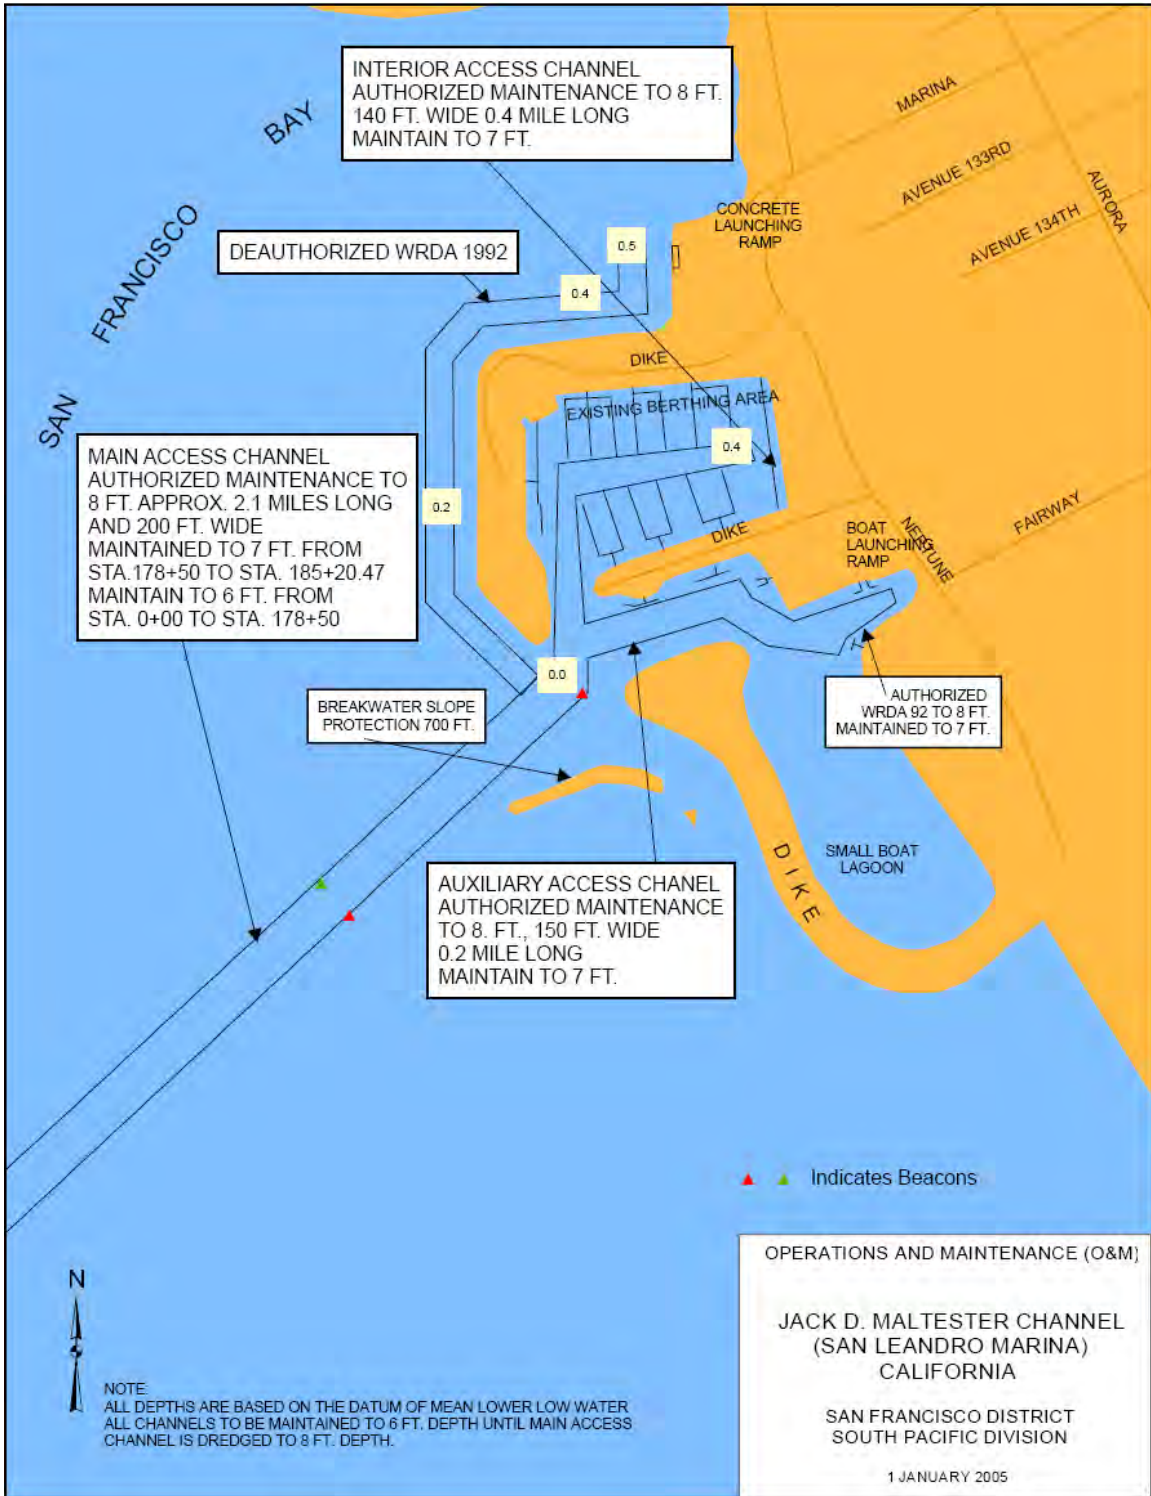 INTERIOR ACCESS CHANNEL
AUTHORIZED MAINTENANCE TO 8 FT.
140 FT. WIDE 0.4 MILE LONG
MAINTAIN TO 7 FT.
SAN FRANCISCO BAY
MARINA
AVENUE 133RD
AVENUE 134TH
AURORA
CONCRETE
LAUNCHING
RAMP
DEAUTHORIZED WRDA 1992
0.5
0.4
DIKE
EXISTING BERTHING AREA
0.4
MAIN ACCESS CHANNEL
AUTHORIZED MAINTENANCE TO
8 FT. APPROX. 2.1 MILES LONG
AND 200 FT. WIDE
MAINTAINED TO 7 FT. FROM
STA.178+50 TO STA. 185+20.47
MAINTAIN TO 6 FT. FROM
STA. 0+00 TO STA. 178+50
0.2
DIKE
BOAT
LAUNCHING
RAMP
NEPTUNE
FAIRWAY
0.0
BREAKWATER SLOPE
PROTECTION 700 FT.
AUTHORIZED
WRDA 92 TO 8 FT.
MAINTAINED TO 7 FT.
DIKE
SMALL BOAT
LAGOON
AUXILIARY ACCESS CHANEL
AUTHORIZED MAINTENANCE
TO 8. FT., 150 FT. WIDE
0.2 MILE LONG
MAINTAIN TO 7 FT.
Indicates Beacons
N
NOTE:
ALL DEPTHS ARE BASED ON THE DATUM OF MEAN LOWER LOW WATER
ALL CHANNELS TO BE MAINTAINED TO 6 FT. DEPTH UNTIL MAIN ACCESS
CHANNEL IS DREDGED TO 8 FT. DEPTH.
OPERATIONS AND MAINTENANCE (O&M)
JACK D. MALTESTER CHANNEL
(SAN LEANDRO MARINA)
CALIFORNIA
SAN FRANCISCO DISTRICT
SOUTH PACIFIC DIVISION
1 JANUARY 2005